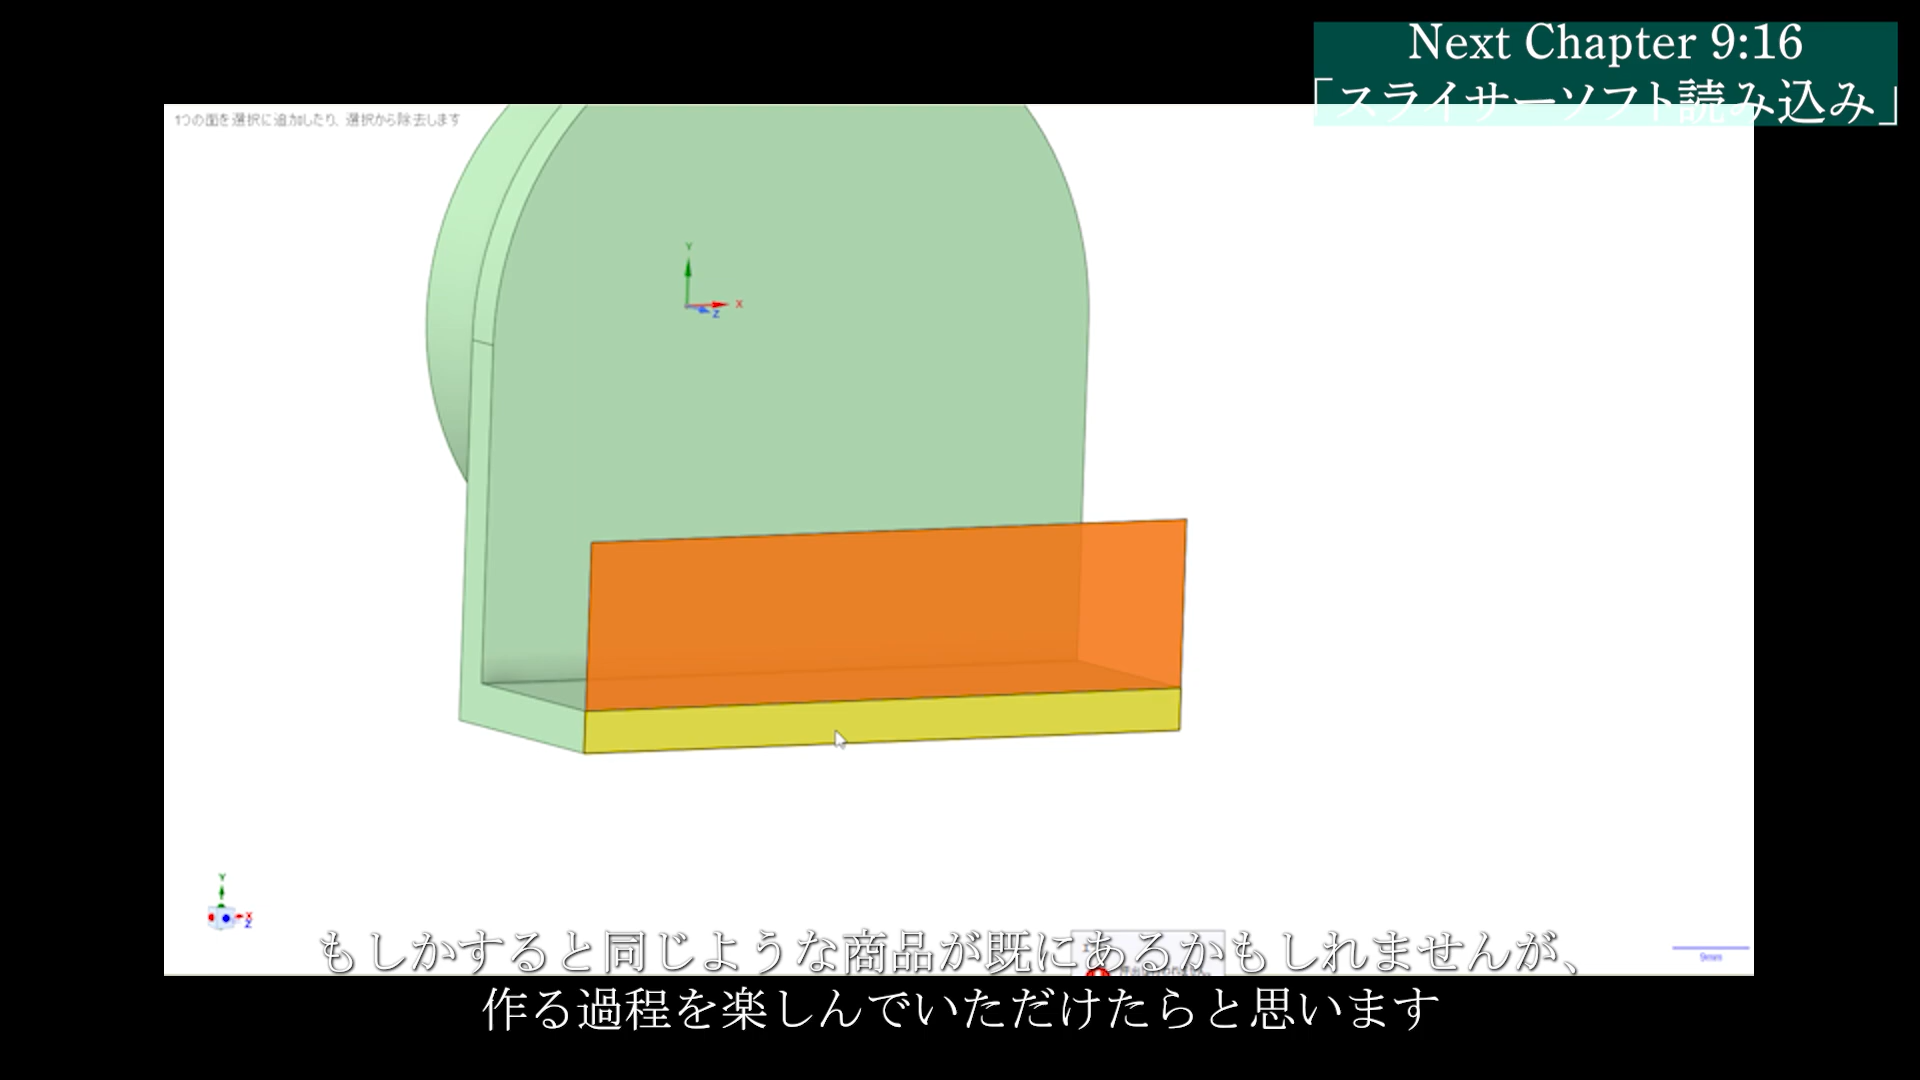 Next Chapter 9:16
「スライサーソフト読み込み」
1つの面を選択に追加したり、選択から除去します
Y
X
Z
Y
X
Z
9mm
もしかすると同じような商品が既にあるかもしれませんが、
作る過程を楽しんでいただけたらと思います